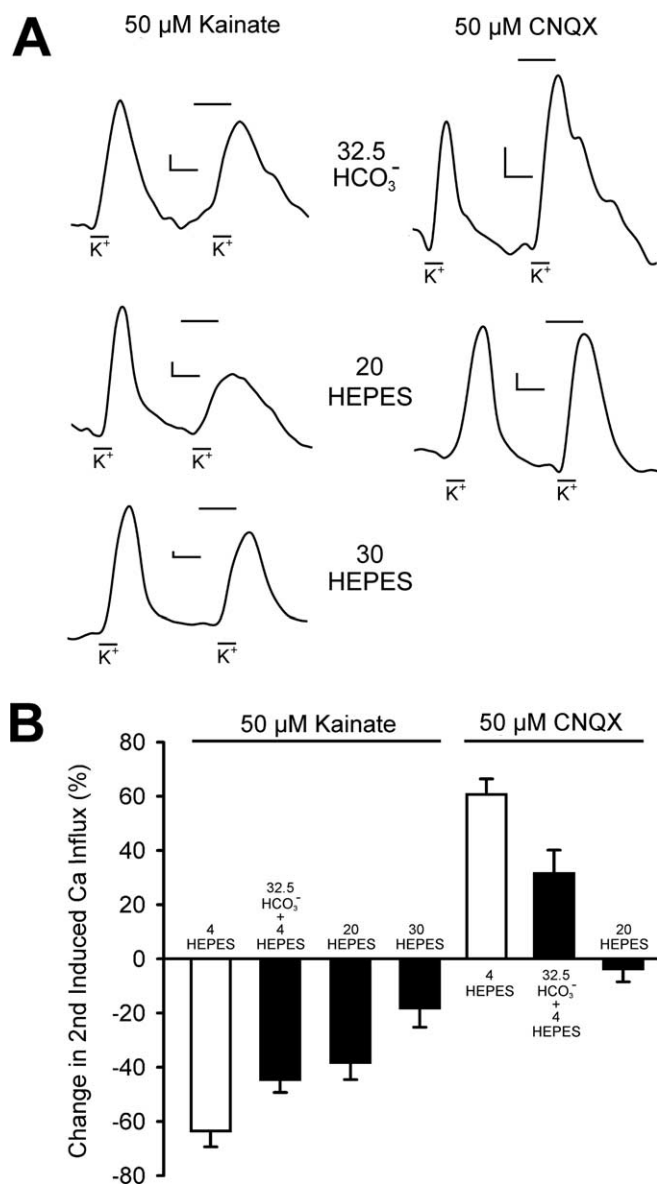 A
50 µM Kainate
50 µM CNQX
32.5
HCO₃⁻
K⁺
K⁺
K⁺
K⁺
20
HEPES
K⁺
K⁺
K⁺
K⁺
30
HEPES
K⁺
K⁺
B
50 µM Kainate
50 µM CNQX
Change in 2nd Induced Ca Influx (%)
80
60
40
20
0
-20
-40
-60
-80
4
HEPES
32.5
HCO₃⁻
+
4
HEPES
20
HEPES
30
HEPES
4
HEPES
32.5
HCO₃⁻
+
4
HEPES
20
HEPES